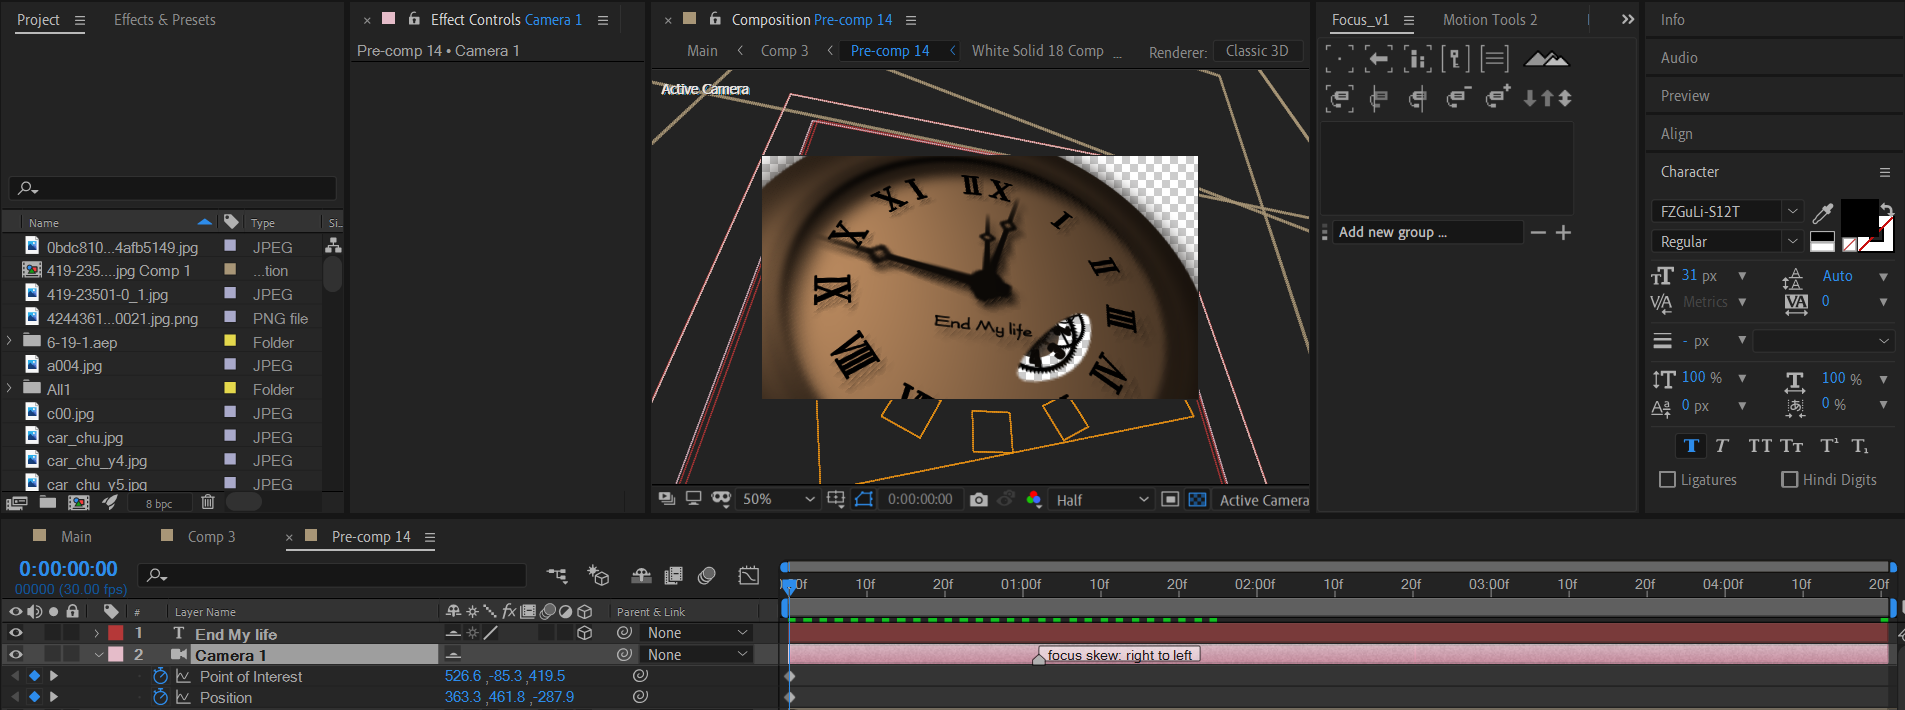 Project
Effects & Presets
Name
Type
Si...
0bdc810...4afb5149.jpg
JPEG
419-235....jpg Comp 1
...tion
419-23501-0_1.jpg
JPEG
4244361...0021.jpg.png
PNG file
6-19-1.aep
Folder
a004.jpg
JPEG
All1
Folder
c00.jpg
JPEG
car_chu.jpg
JPEG
car_chu_y4.jpg
JPEG
car_chu_y5.jpg
JPEG
8 bpc
Effect Controls Camera 1
Pre-comp 14 • Camera 1
Composition Pre-comp 14
Main
Comp 3
Pre-comp 14
White Solid 18 Comp ...
Renderer:
Classic 3D
Active Camera
XI
IIX
I
X
II
IX
III
End My life
VIII
IV
50%
0:00:00:00
Half
Active Camera
Focus_v1
Motion Tools 2
Add new group ...
Info
Audio
Preview
Align
Character
FZGuLi-S12T
Regular
31 px
Auto
Metrics
0
- px
100 %
100 %
0 px
0 %
Ligatures
Hindi Digits
Main
Comp 3
Pre-comp 14
0:00:00:00
00000 (30.00 fps)
# Layer Name
Parent & Link
:00f 10f 20f 01:00f 10f 20f 02:00f 10f 20f 03:00f 10f 20f 04:00f 10f 20f
1 T End My life
None
2 Camera 1
None
focus skew: right to left
Point of Interest
526.6 ,-85.3 ,419.5
Position
363.3,461.8 ,-287.9